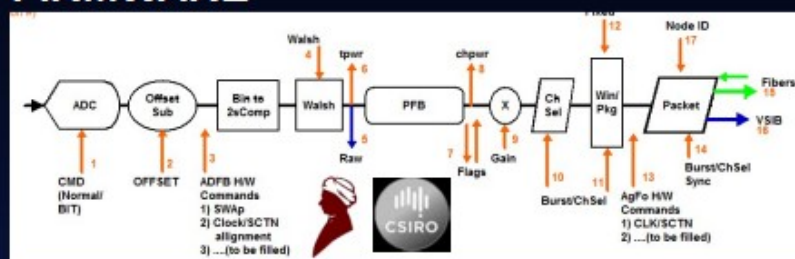 Walsh
4
tpwr
6
chpwr
8
12
Node ID
17
ADC
Offset
Sub
Bin to
2sComp
Walsh
PFB
X
Ch
Sel
Win/
Pkg
Packet
Fibers
15
VSIB
16
1
2
3
5
Raw
7
Flags
9
Gain
10
11
13
14
CMD
(Normal/
BIT)
OFFSET
ADFB H/W
Commands
1) SWAp
2) Clock/SCTN
allignment
3) ....(to be filled)
CSIRO
Burst/ChSel
AgFo H/W
Commands
1) CLK/SCTN
2) ....(to be filled)
Burst/ChSel
Sync